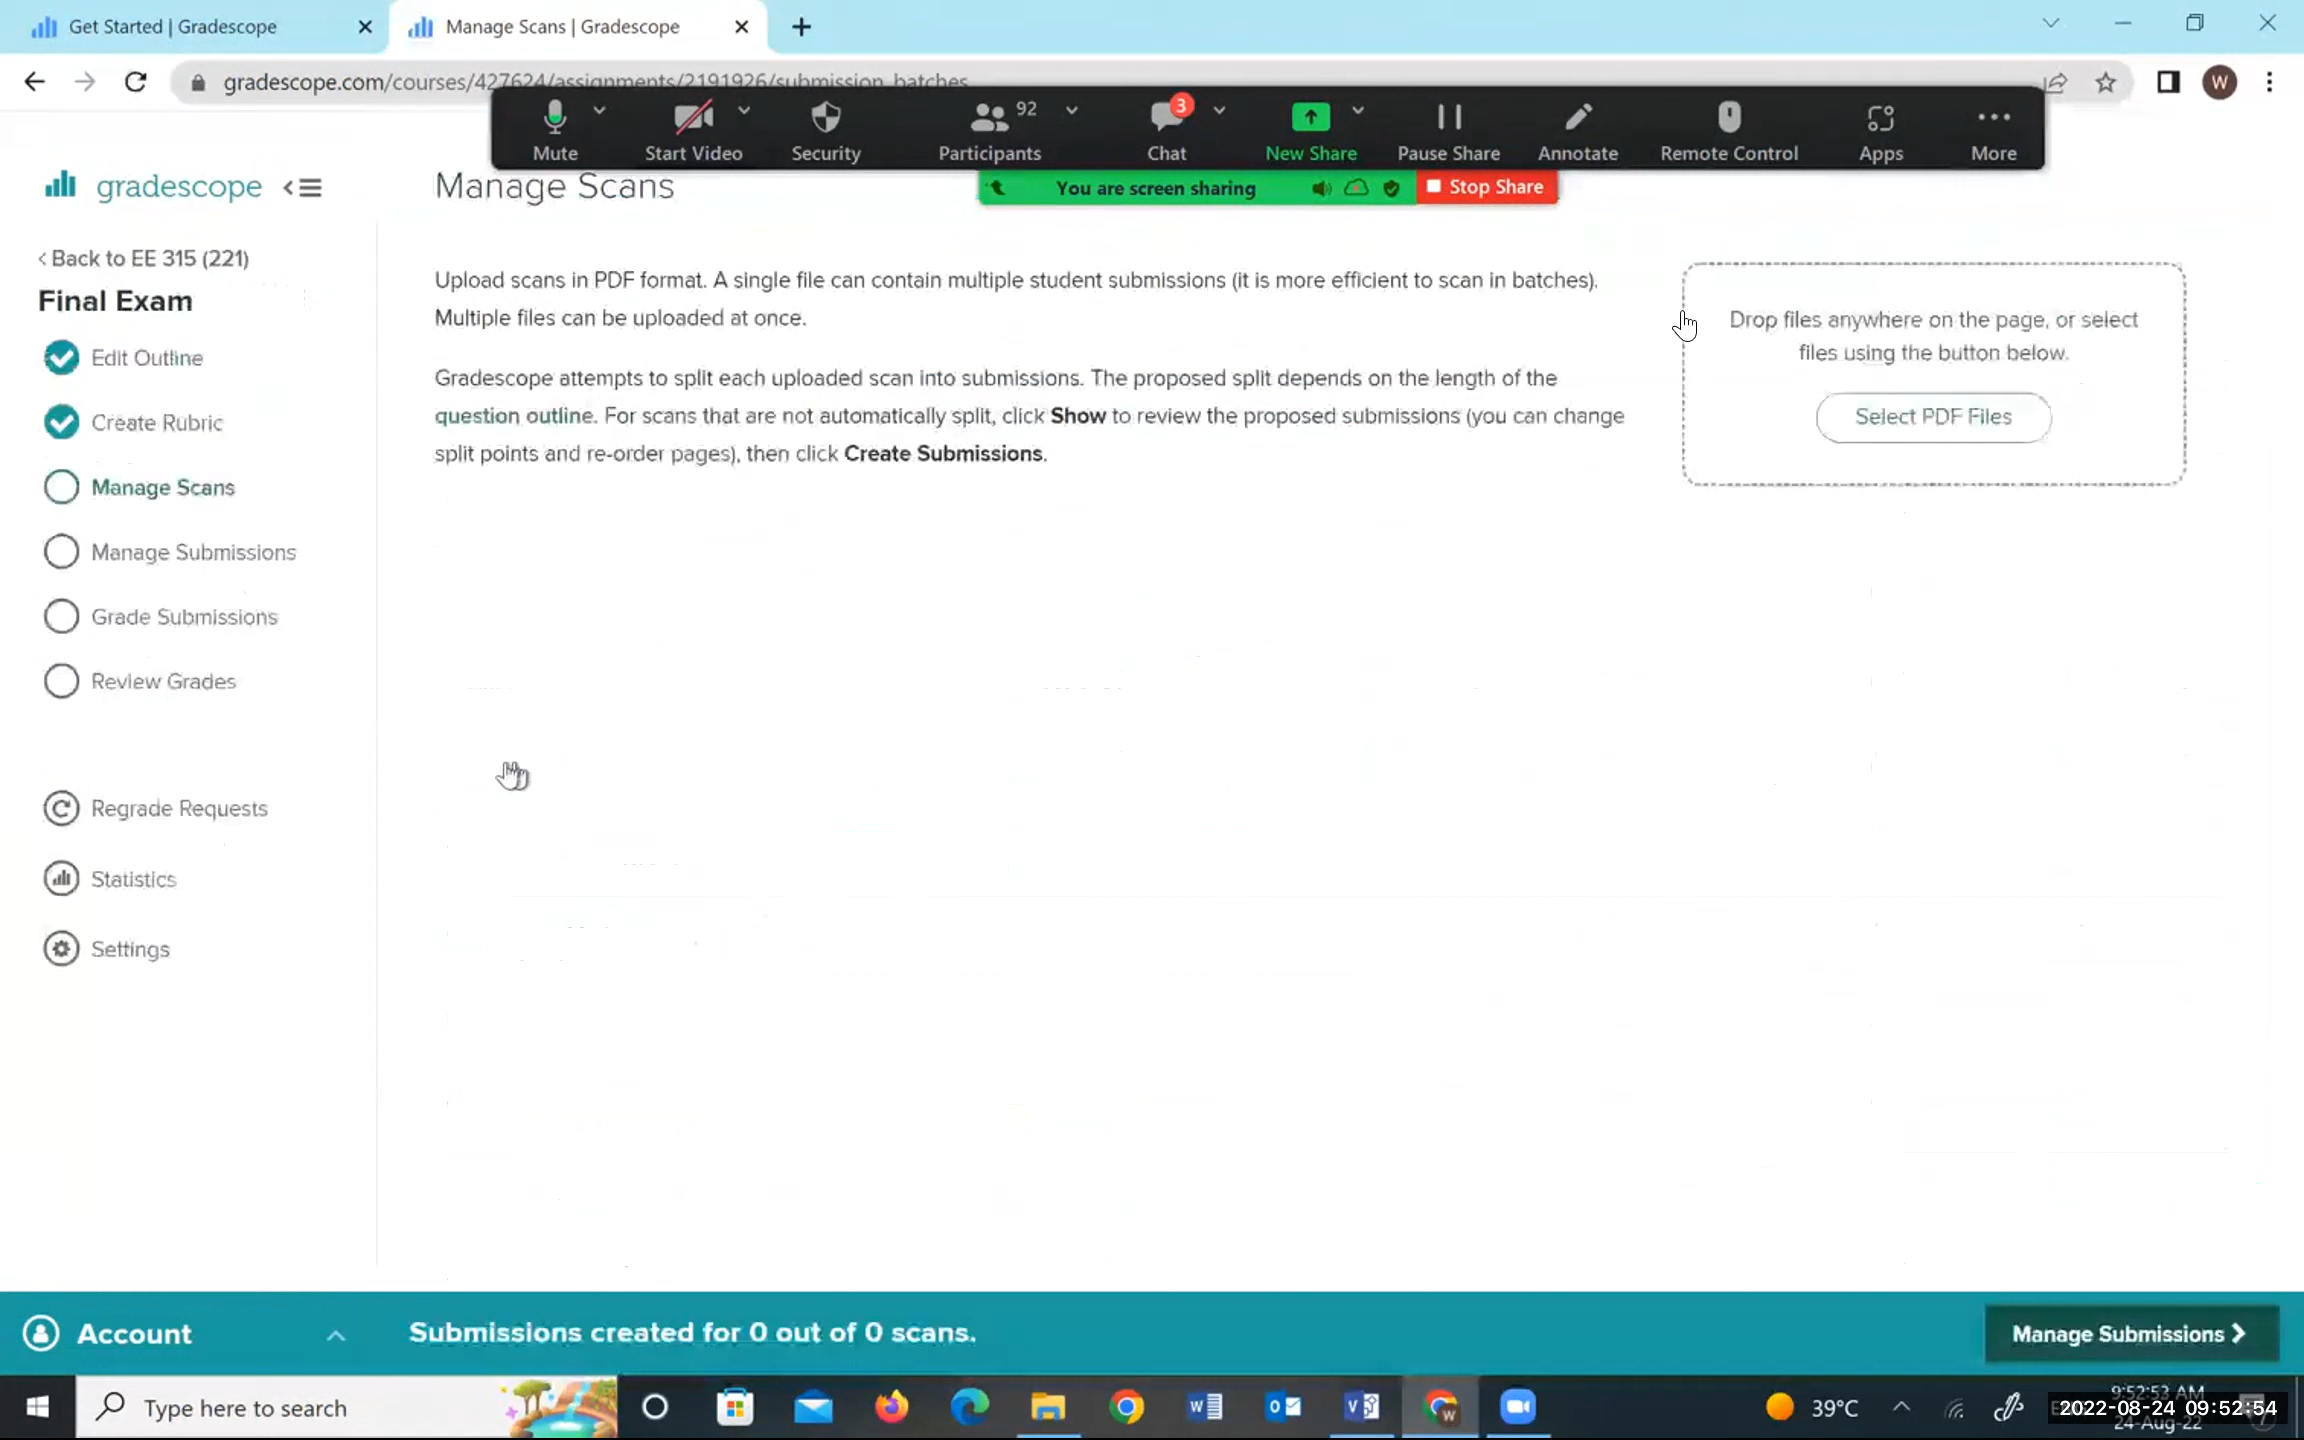 Get Started | Gradescope
Manage Scans | Gradescope
gradescope.com/courses/427624/assignments/2191926/submission_batches
W
92
3
Mute
Start Video
Security
Participants
Chat
New Share
Pause Share
Annotate
Remote Control
Apps
More
You are screen sharing
Stop Share
gradescope
Manage Scans
Back to EE 315 (221)
Final Exam
Edit Outline
Create Rubric
Manage Scans
Manage Submissions
Grade Submissions
Review Grades
Regrade Requests
Statistics
Settings
Upload scans in PDF format. A single file can contain multiple student submissions (it is more efficient to scan in batches).
Multiple files can be uploaded at once.
Gradescope attempts to split each uploaded scan into submissions. The proposed split depends on the length of the
question outline. For scans that are not automatically split, click Show to review the proposed submissions (you can change
split points and re-order pages), then click Create Submissions.
Drop files anywhere on the page, or select
files using the button below.
Select PDF Files
Account
Submissions created for 0 out of 0 scans.
Manage Submissions
Type here to search
39°C
9:52:53 AM
2022-08-24 09:52:54
24-Aug-22